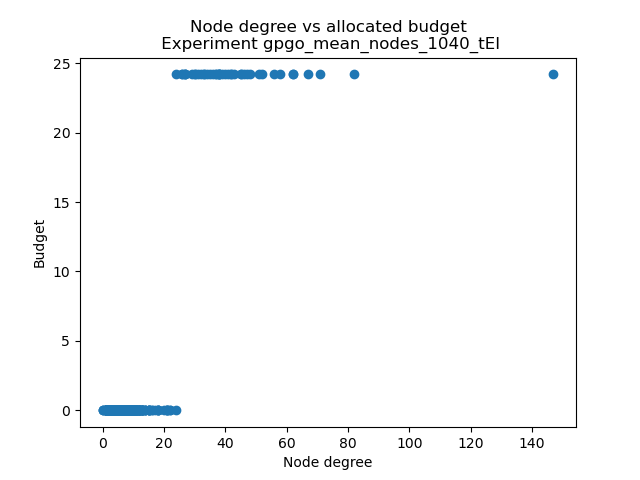 Node degree vs allocated budget
Experiment gpgo_mean_nodes_1040_tEI
25
20
15
10
5
0
Budget
0 20 40 60 80 100 120 140
Node degree